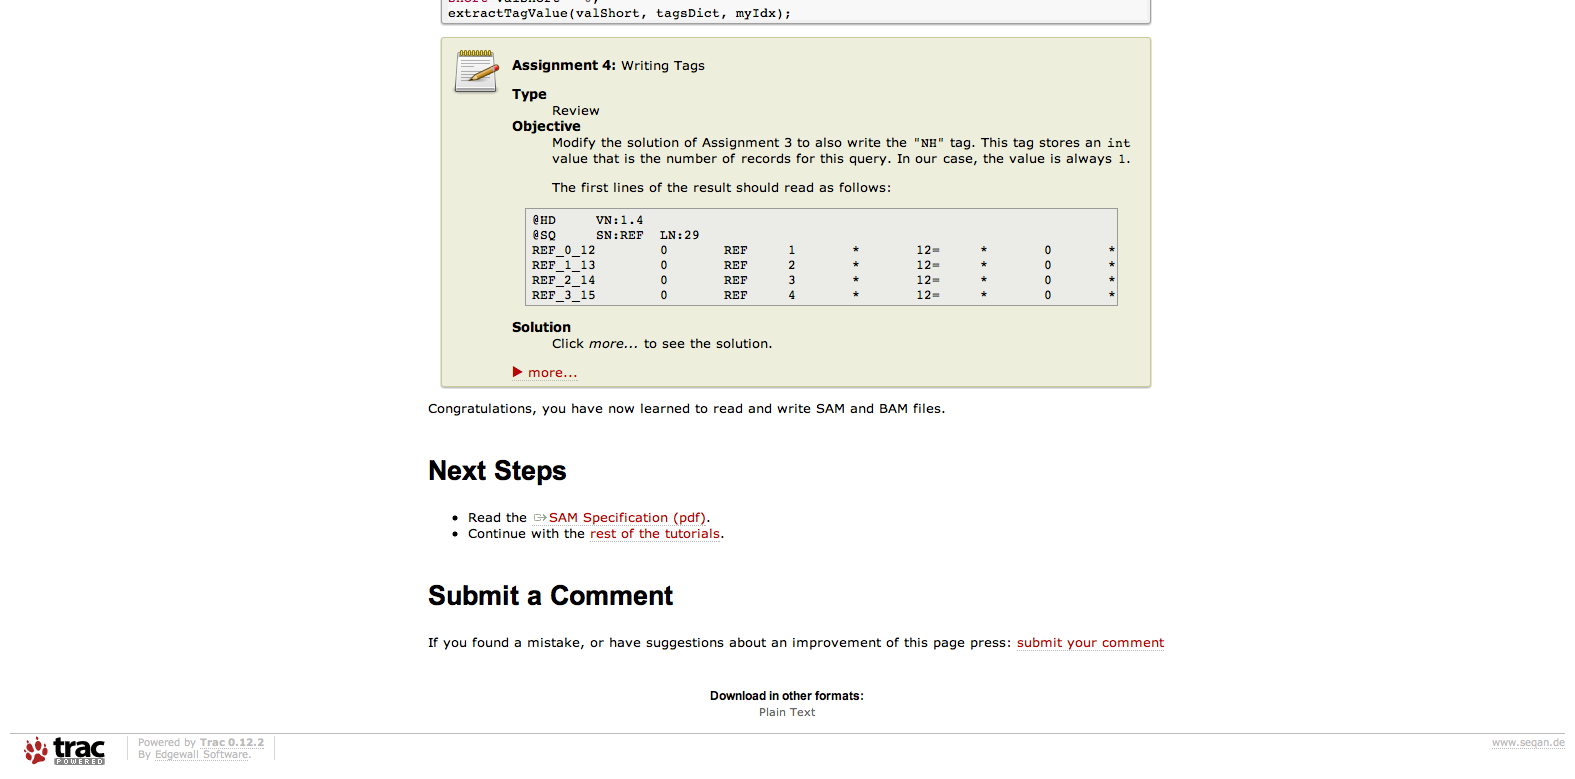 extractTagValue(valShort, tagsDict, myIdx);
Assignment 4: Writing Tags
Type
Review
Objective
Modify the solution of Assignment 3 to also write the "NH" tag. This tag stores an int
value that is the number of records for this query. In our case, the value is always 1.
The first lines of the result should read as follows:
@HD VN:1.4
@SQ SN:REF LN:29
REF_0_12 0 REF 1 * 12= * 0 *
REF_1_13 0 REF 2 * 12= * 0 *
REF_2_14 0 REF 3 * 12= * 0 *
REF_3_15 0 REF 4 * 12= * 0 *
Solution
Click more... to see the solution.
more...
Congratulations, you have now learned to read and write SAM and BAM files.
Next Steps
• Read the SAM Specification (pdf).
• Continue with the rest of the tutorials.
Submit a Comment
If you found a mistake, or have suggestions about an improvement of this page press: submit your comment
Download in other formats:
Plain Text
trac
POWERED
Powered by Trac 0.12.2
By Edgewall Software.
www.seqan.de